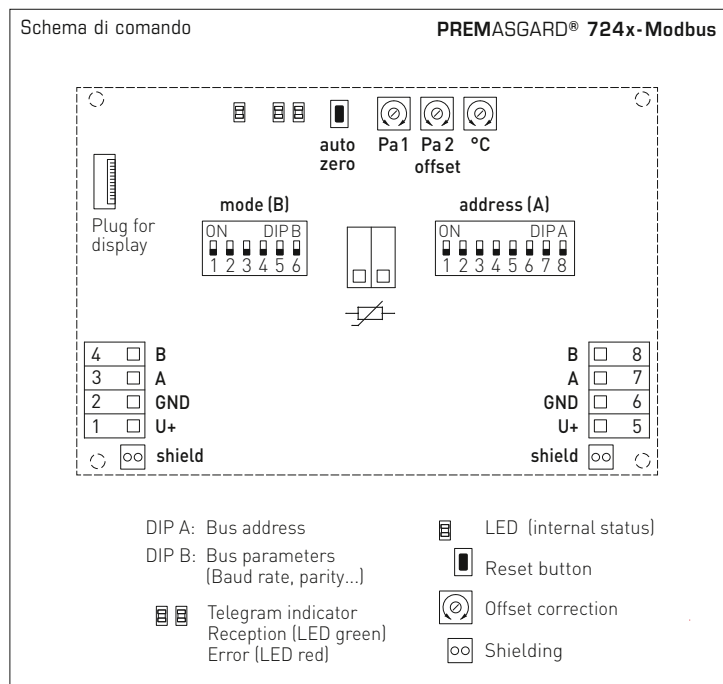 Schema di comando
PREMASGARD® 724x-Modbus
auto zero
Pa 1
Pa 2
°C
offset
Plug for
display
mode (B)
ON DIP B
1 2 3 4 5 6
address (A)
ON DIP A
1 2 3 4 5 6 7 8
4 B
3 A
2 GND
1 U+
shield
B 8
A 7
GND 6
U+ 5
shield
DIP A: Bus address
DIP B: Bus parameters
(Baud rate, parity...)
Telegram indicator
Reception (LED green)
Error (LED red)
LED (internal status)
Reset button
Offset correction
Shielding